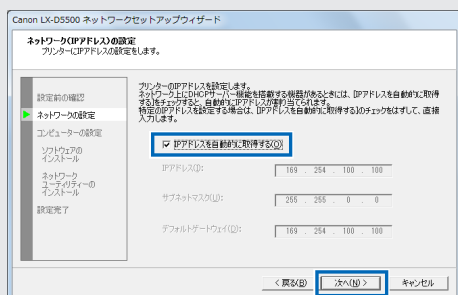 Canon LX-D5500 ネットワークセットアップウィザード
ネットワーク(IPアドレス)の設定
プリンターにIPアドレスの設定をします。
設定前の確認
ネットワークの設定
コンピューターの設定
ソフトウェアの
インストール
ネットワーク
ユーティリティーの
インストール
設定完了
プリンターのIPアドレスを設定します。
ネットワーク上にDHCPサーバー機能を搭載する機器があるときには、[IPアドレスを自動的に取得
する]をチェックすると、自動的にIPアドレスが割り当てられます。
特定のIPアドレスを設定する場合は、[IPアドレスを自動的に取得する]のチェックをはずして、直接
入力します。
IPアドレスを自動的に取得する(O)
IPアドレス(I):
169 . 254 . 100 . 100
サブネットマスク(U):
255 . 255 . 0 . 0
デフォルトゲートウェイ(D):
169 . 254 . 100 . 100
< 戻る(B)
次へ(N) >
キャンセル